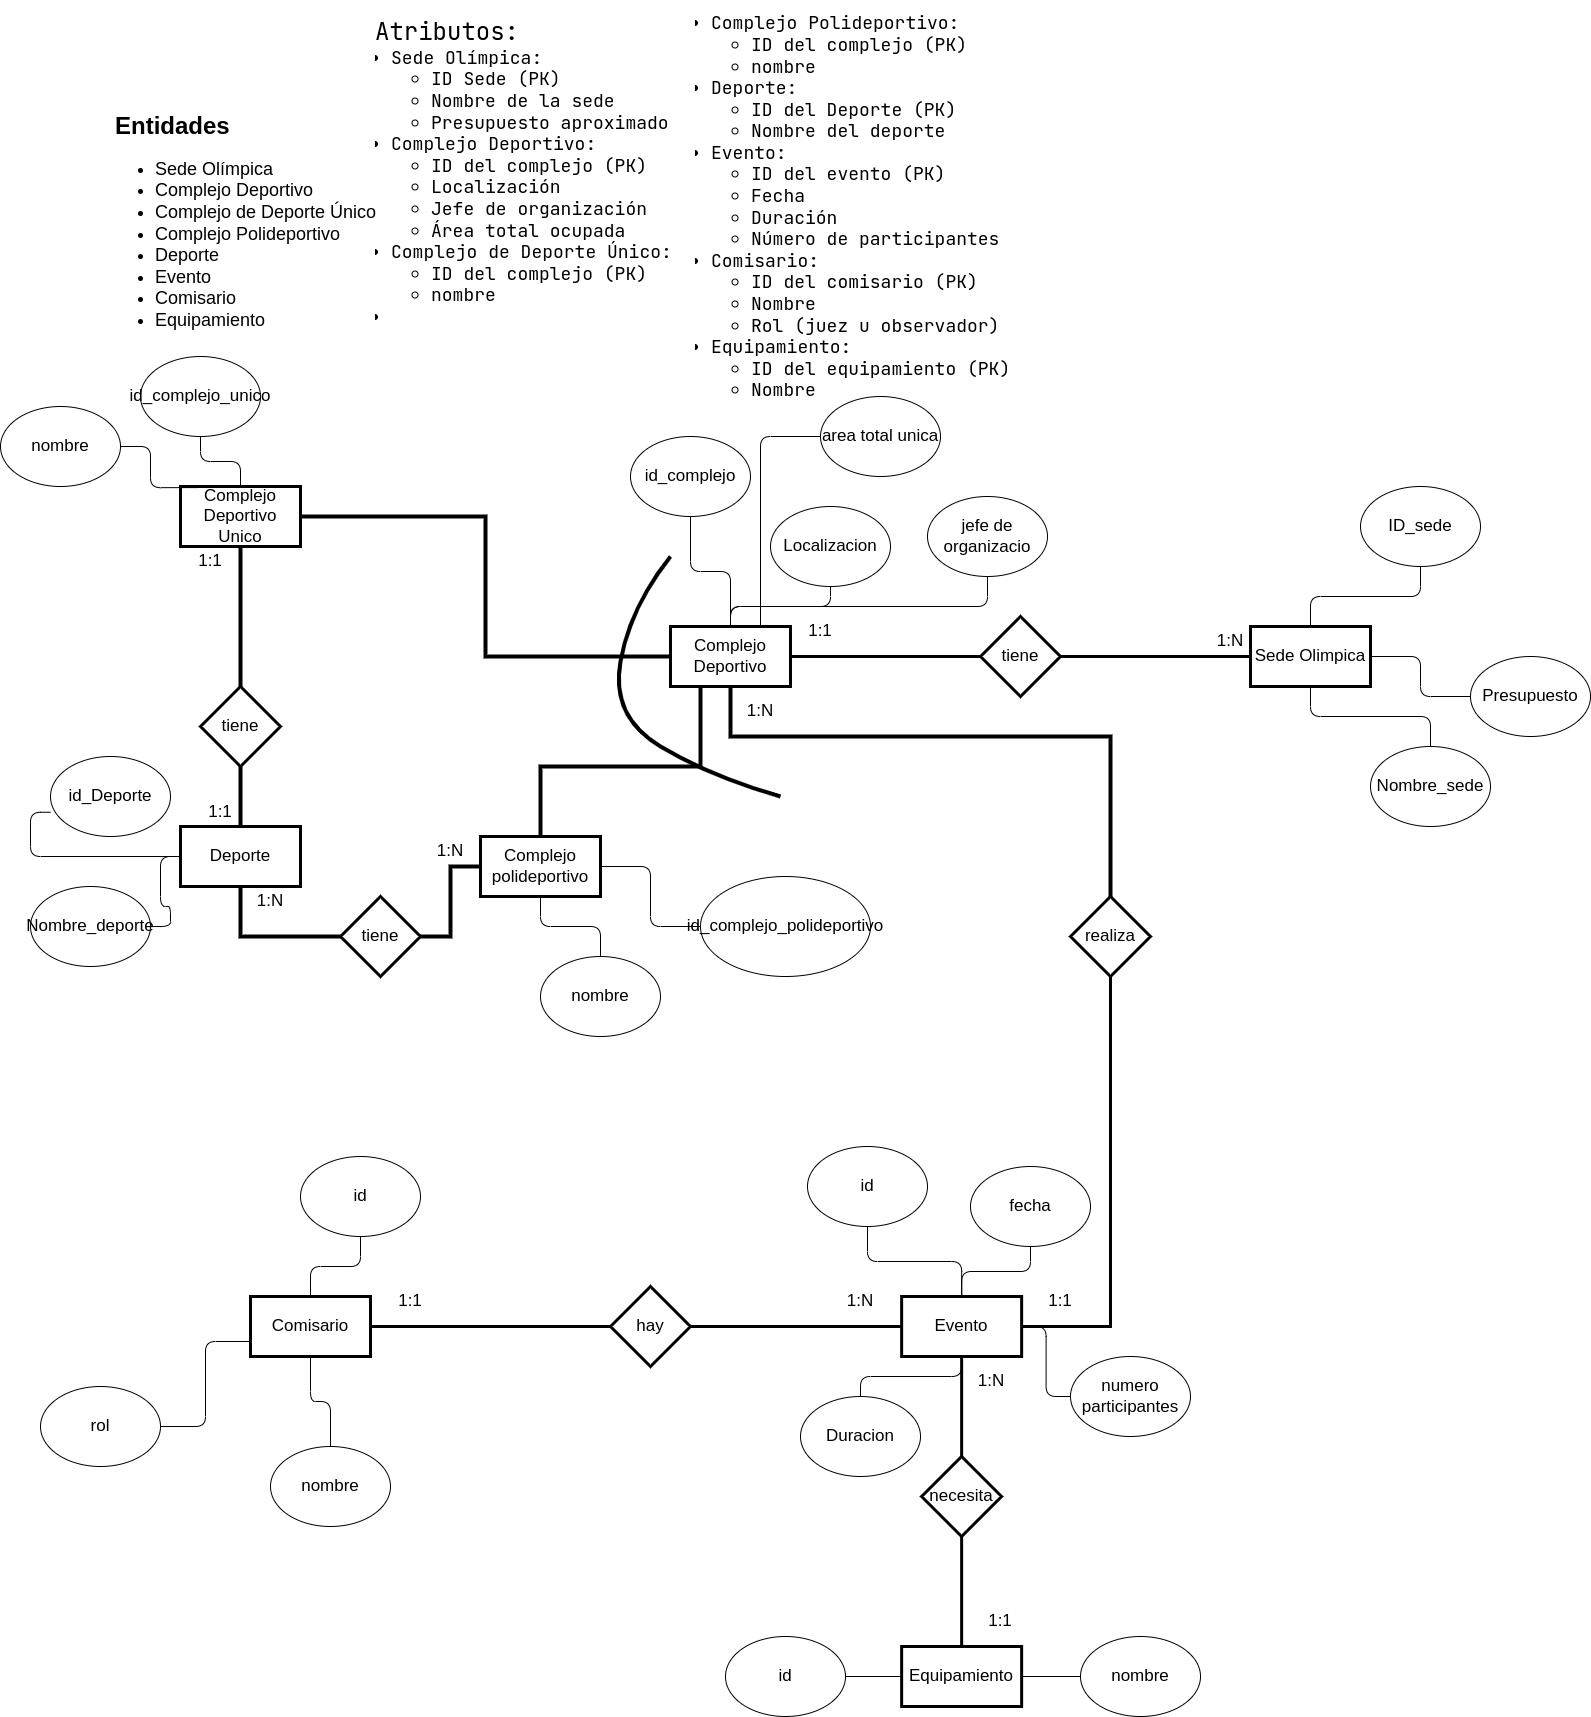 Entidades
Sede Olímpica
Complejo Deportivo
Complejo de Deporte Único
Complejo Polideportivo
Deporte
Evento
Comisario
Equipamiento
Atributos:
Sede Olímpica:
ID Sede (PK)
Nombre de la sede
Presupuesto aproximado
Complejo Deportivo:
ID del complejo (PK)
Localización
Jefe de organización
Área total ocupada
Complejo de Deporte Único:
ID del complejo (PK)
nombre
Complejo Polideportivo:
ID del complejo (PK)
nombre
Deporte:
ID del Deporte (PK)
Nombre del deporte
Evento:
ID del evento (PK)
Fecha
Duración
Número de participantes
Comisario:
ID del comisario (PK)
Nombre
Rol (juez u observador)
Equipamiento:
ID del equipamiento (PK)
Nombre
id_complejo_unico
nombre
Complejo
Deportivo
Unico
1:1
area total unica
id_complejo
Localizacion
jefe de
organizacio
ID_sede
Complejo
Deportivo
1:1
tiene
1:N
Sede Olimpica
Presupuesto
Nombre_sede
1:N
tiene
id_Deporte
1:1
Deporte
Nombre_deporte
1:N
tiene
1:N
Complejo
polideportivo
id_complejo_polideportivo
nombre
realiza
id
Comisario
1:1
rol
nombre
hay
1:N
id
fecha
Evento
1:1
1:N
Duracion
numero
participantes
necesita
1:1
id
Equipamiento
nombre